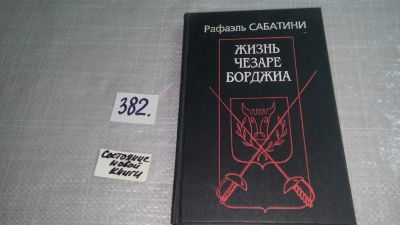 Рафаэль САБАТИНИ
ЖИЗНЬ
ЧЕЗАРЕ
БОРДЖИА
382.
Состояние
новой
книги